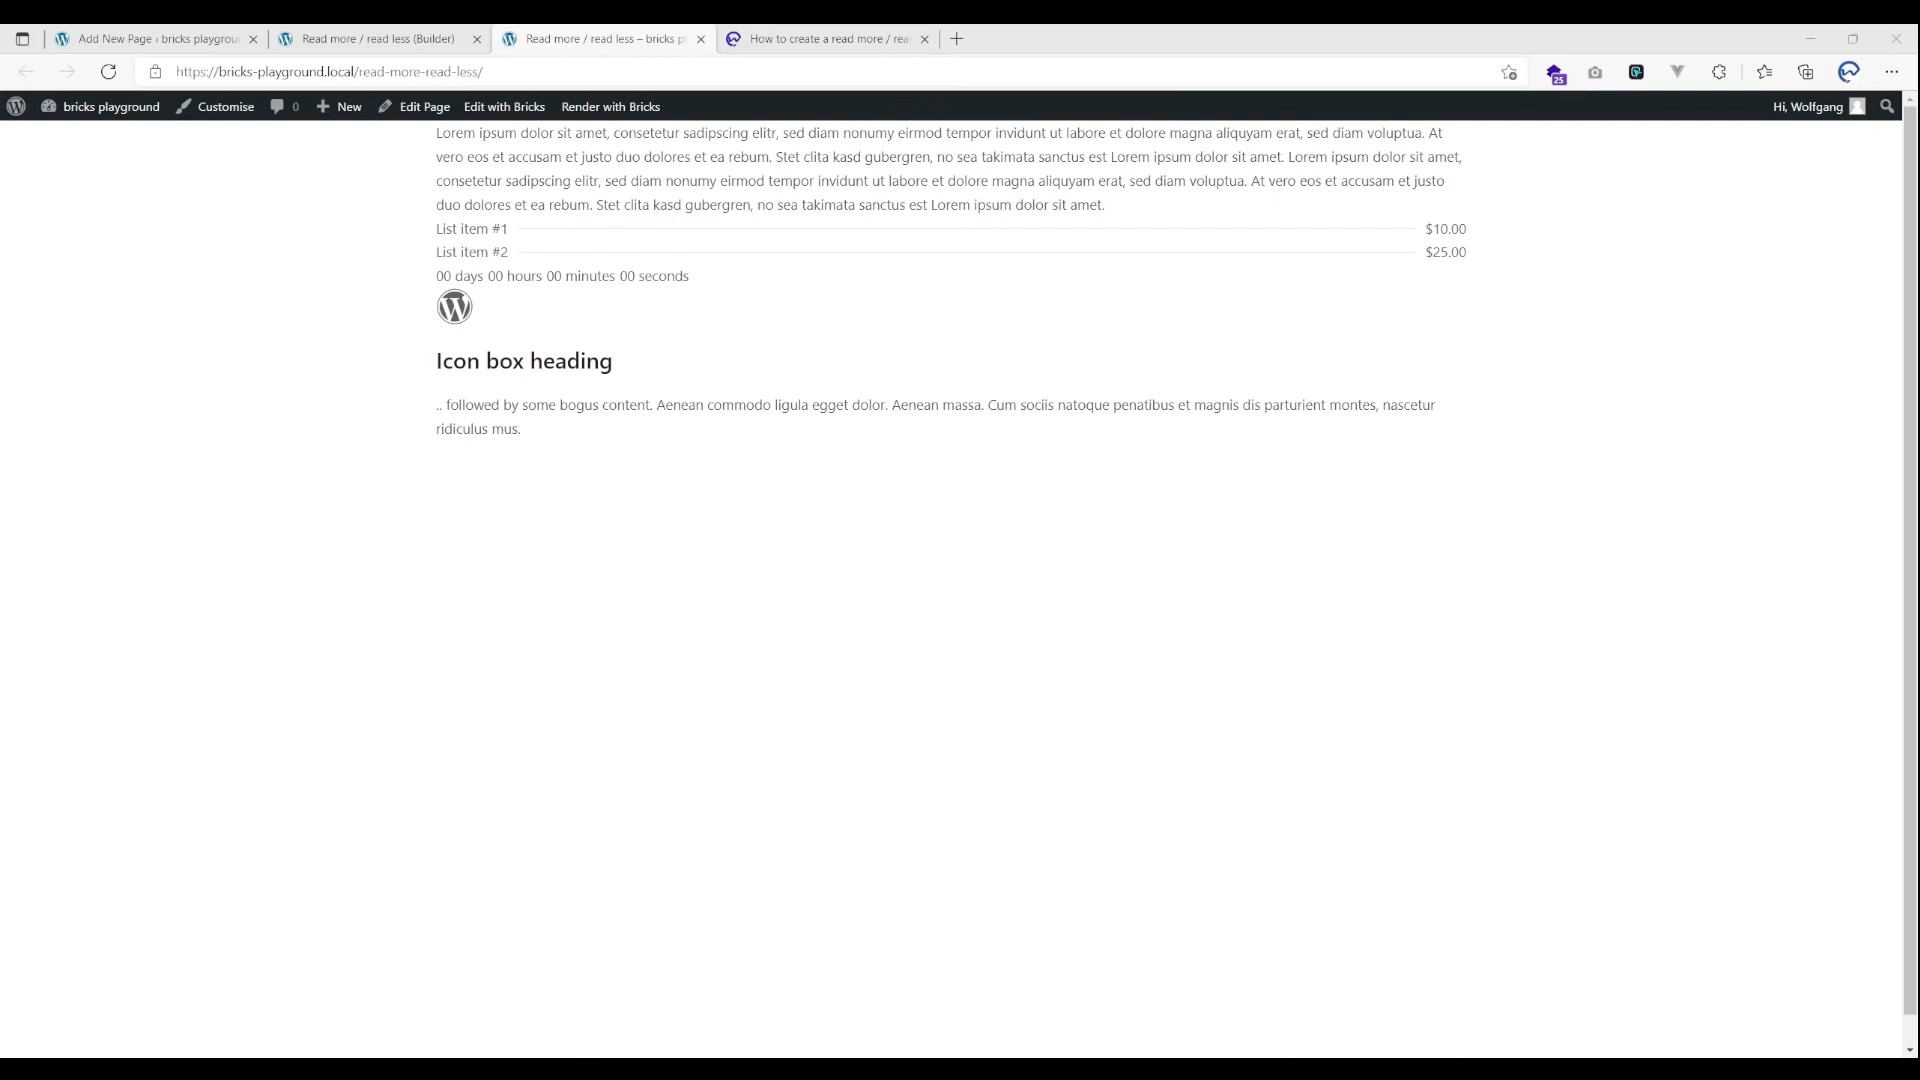 Add New Page ‹ bricks playgrou
Read more / read less (Builder)
Read more / read less – bricks p
How to create a read more / rea
https://bricks-playground.local/read-more-read-less/
25
bricks playground
Customise
0
New
Edit Page
Edit with Bricks
Render with Bricks
Hi, Wolfgang
Lorem ipsum dolor sit amet, consetetur sadipscing elitr, sed diam nonumy eirmod tempor invidunt ut labore et dolore magna aliquyam erat, sed diam voluptua. At
vero eos et accusam et justo duo dolores et ea rebum. Stet clita kasd gubergren, no sea takimata sanctus est Lorem ipsum dolor sit amet. Lorem ipsum dolor sit amet,
consetetur sadipscing elitr, sed diam nonumy eirmod tempor invidunt ut labore et dolore magna aliquyam erat, sed diam voluptua. At vero eos et accusam et justo
duo dolores et ea rebum. Stet clita kasd gubergren, no sea takimata sanctus est Lorem ipsum dolor sit amet.
List item #1 $10.00
List item #2 $25.00
00 days 00 hours 00 minutes 00 seconds
Icon box heading
.. followed by some bogus content. Aenean commodo ligula egget dolor. Aenean massa. Cum sociis natoque penatibus et magnis dis parturient montes, nascetur
ridiculus mus.